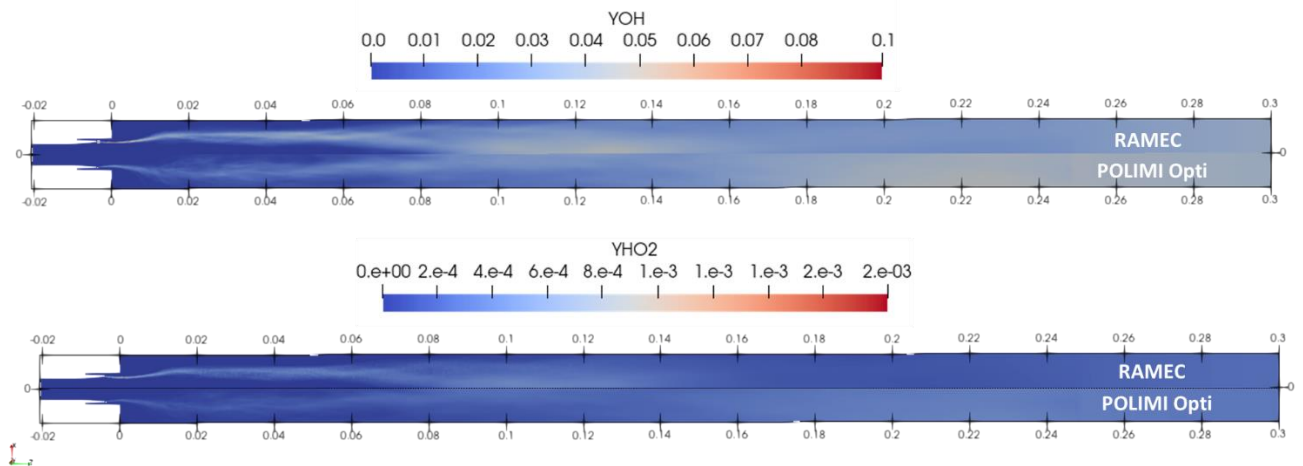 YOH
0.0 0.01 0.02 0.03 0.04 0.05 0.06 0.07 0.08 0.1
-0.02 0 0.02 0.04 0.06 0.08 0.1 0.12 0.14 0.16 0.18 0.2 0.22 0.24 0.26 0.28 0.3
RAMEC
0 0
POLIMI Opti
-0.02 0 0.02 0.04 0.06 0.08 0.1 0.12 0.14 0.16 0.18 0.2 0.22 0.24 0.26 0.28 0.3
YHO2
0.e+00 2.e-4 4.e-4 6.e-4 8.e-4 1.e-3 1.e-3 1.e-3 2.e-3 2.e-03
-0.02 0 0.02 0.04 0.06 0.08 0.1 0.12 0.14 0.16 0.18 0.2 0.22 0.24 0.26 0.28 0.3
RAMEC
0 0
POLIMI Opti
-0.02 0 0.02 0.04 0.06 0.08 0.1 0.12 0.14 0.16 0.18 0.2 0.22 0.24 0.26 0.28 0.3